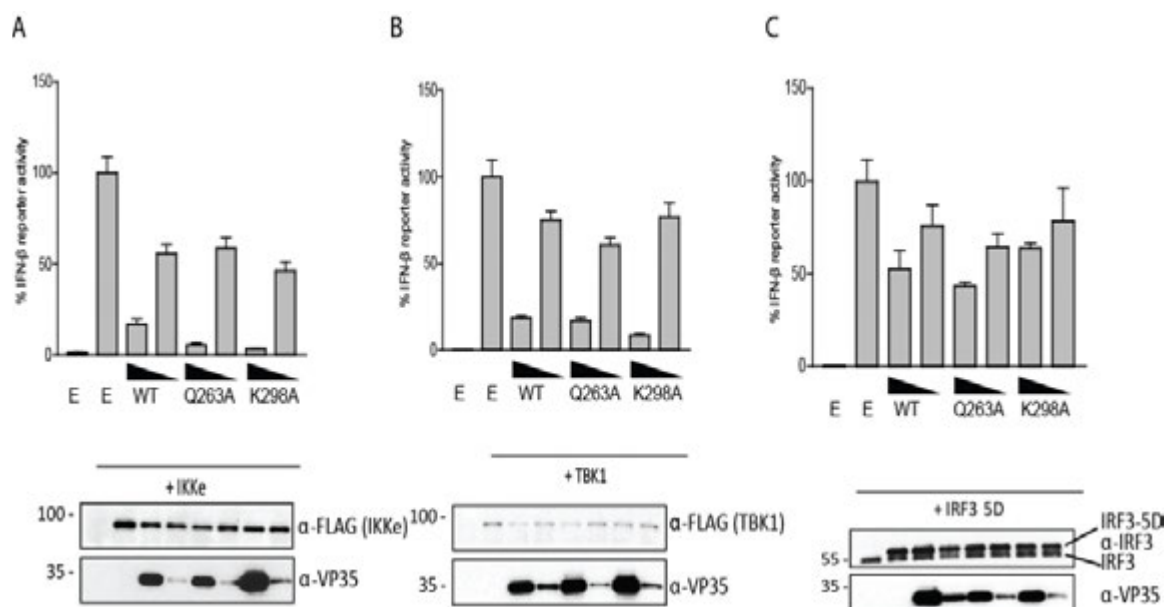 A
150
100
50
0
% IFN-β reporter activity
E E WT Q263A K298A
+ IKKe
100 -
α-FLAG (IKKe)
35 -
α-VP35
B
150
100
50
0
% IFN-β reporter activity
E E WT Q263A K298A
+ TBK1
100 -
α-FLAG (TBK1)
35 -
α-VP35
C
150
100
50
0
% IFN-β reporter activity
E E WT Q263A K298A
+ IRF3 5D
IRF3-5D
α-IRF3
55 -
IRF3
35 -
α-VP35